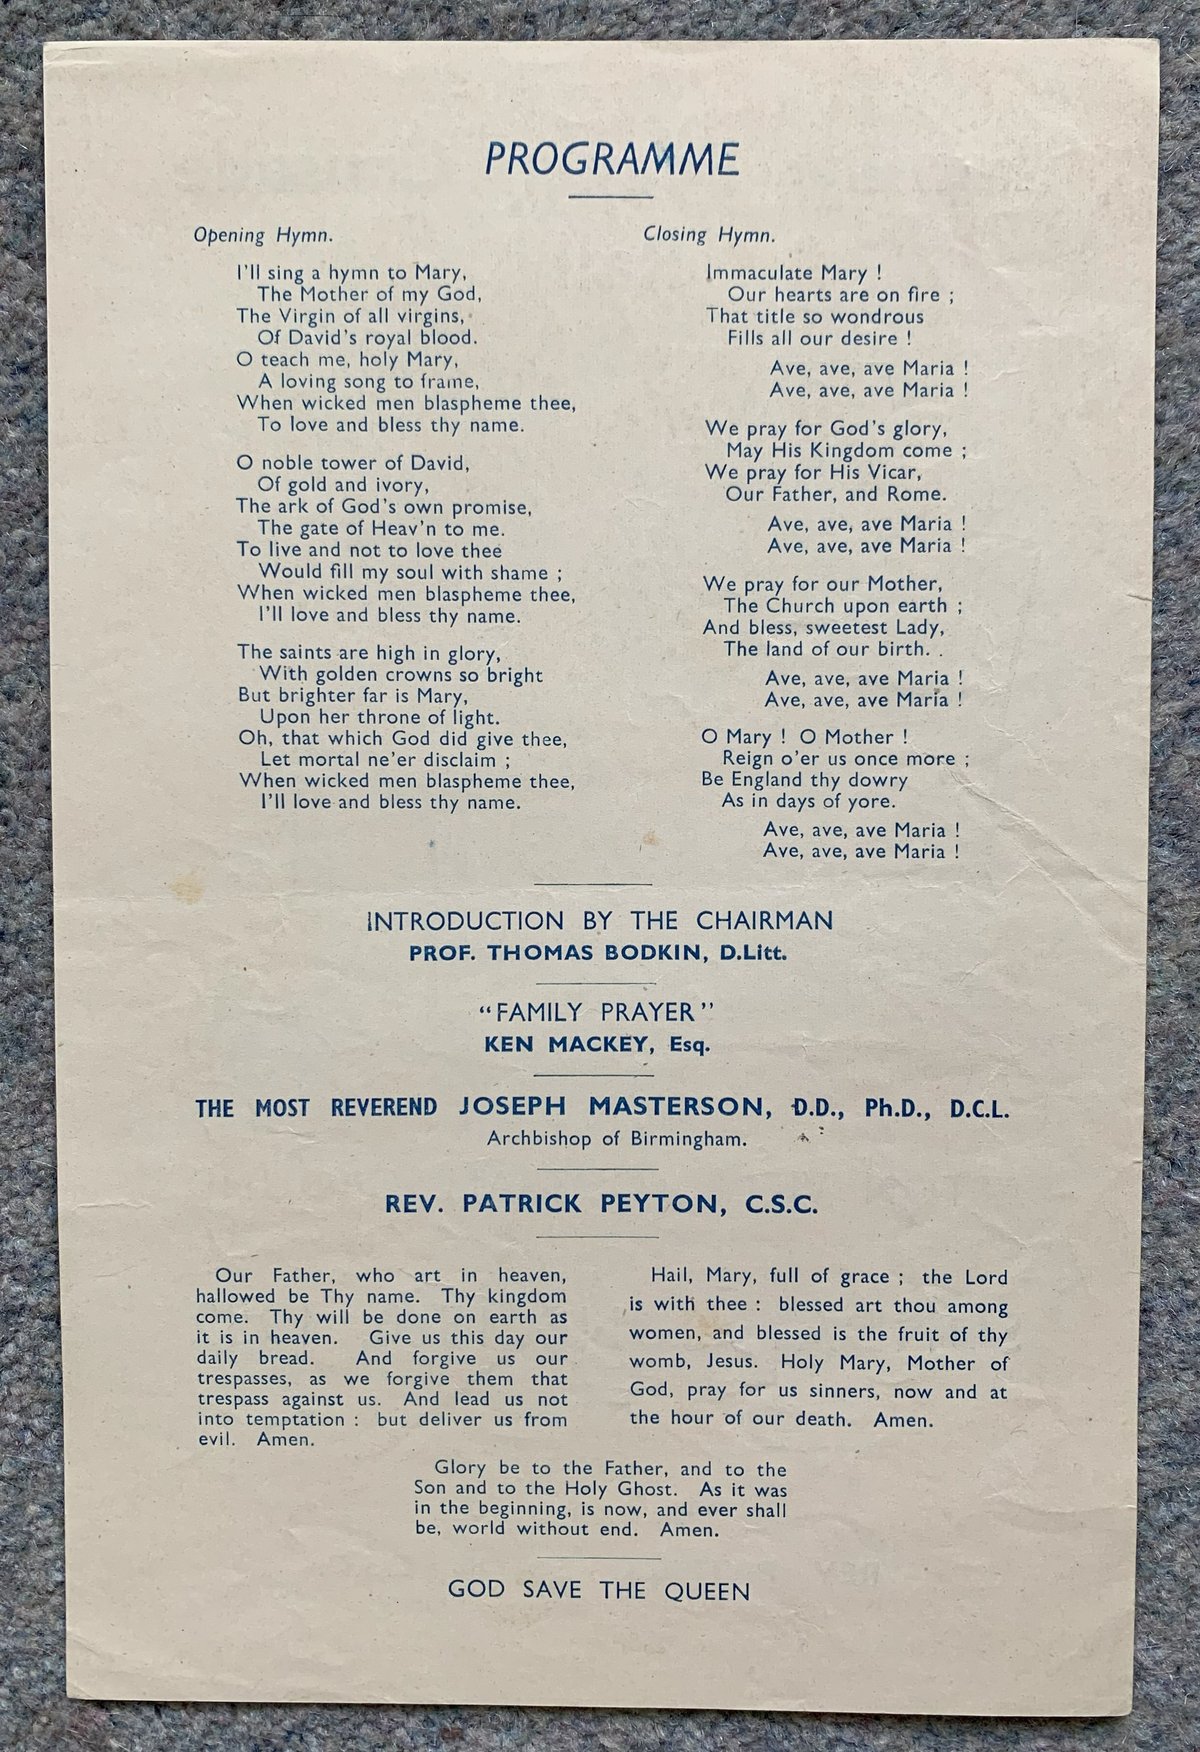 PROGRAMME
Opening Hymn.
I'll sing a hymn to Mary,
The Mother of my God,
The Virgin of all virgins,
Of David's royal blood.
O teach me, holy Mary,
A loving song to frame,
When wicked men blaspheme thee,
To love and bless thy name.
O noble tower of David,
Of gold and ivory,
The ark of God's own promise,
The gate of Heav'n to me.
To live and not to love thee
Would fill my soul with shame ;
When wicked men blaspheme thee,
I'll love and bless thy name.
The saints are high in glory,
With golden crowns so bright
But brighter far is Mary,
Upon her throne of light.
Oh, that which God did give thee,
Let mortal ne'er disclaim ;
When wicked men blaspheme thee,
I'll love and bless thy name.
Closing Hymn.
Immaculate Mary !
Our hearts are on fire ;
That title so wondrous
Fills all our desire !
Ave, ave, ave Maria !
Ave, ave, ave Maria !
We pray for God's glory,
May His Kingdom come ;
We pray for His Vicar,
Our Father, and Rome.
Ave, ave, ave Maria !
Ave, ave, ave Maria !
We pray for our Mother,
The Church upon earth ;
And bless, sweetest Lady,
The land of our birth.
Ave, ave, ave Maria !
Ave, ave, ave Maria !
O Mary ! O Mother !
Reign o'er us once more ;
Be England thy dowry
As in days of yore.
Ave, ave, ave Maria !
Ave, ave, ave Maria !
INTRODUCTION BY THE CHAIRMAN
PROF. THOMAS BODKIN, D.Litt.
"FAMILY PRAYER"
KEN MACKEY, Esq.
THE MOST REVEREND JOSEPH MASTERSON, D.D., Ph.D., D.C.L.
Archbishop of Birmingham.
REV. PATRICK PEYTON, C.S.C.
Our Father, who art in heaven,
hallowed be Thy name. Thy kingdom
come. Thy will be done on earth as
it is in heaven. Give us this day our
daily bread. And forgive us our
trespasses, as we forgive them that
trespass against us. And lead us not
into temptation : but deliver us from
evil. Amen.
Hail, Mary, full of grace ; the Lord
is with thee : blessed art thou among
women, and blessed is the fruit of thy
womb, Jesus. Holy Mary, Mother of
God, pray for us sinners, now and at
the hour of our death. Amen.
Glory be to the Father, and to the
Son and to the Holy Ghost. As it was
in the beginning, is now, and ever shall
be, world without end. Amen.
GOD SAVE THE QUEEN